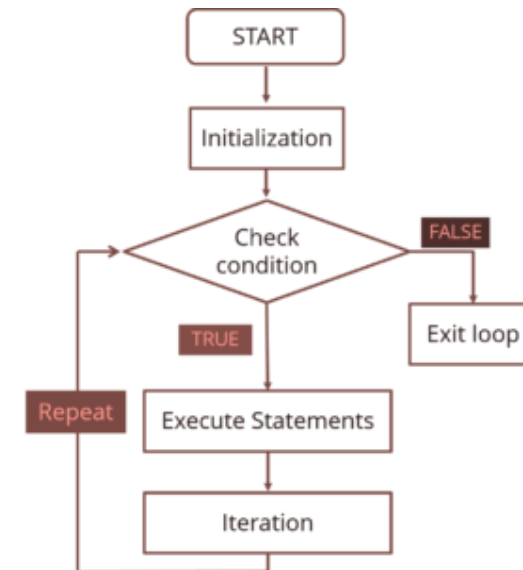 START
Initialization
Check
condition
FALSE
Exit loop
TRUE
Repeat
Execute Statements
Iteration